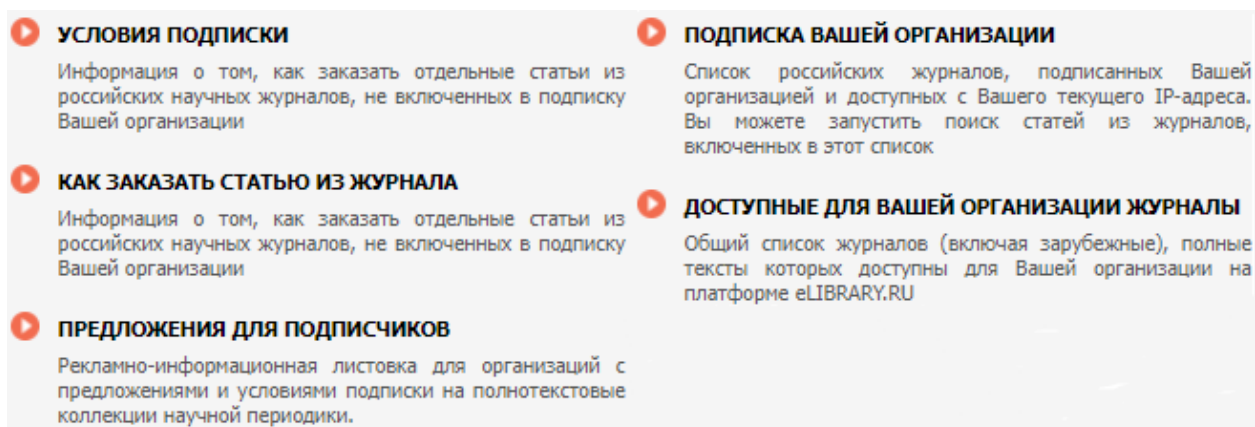 УСЛОВИЯ ПОДПИСКИ
Информация о том, как заказать отдельные статьи из
российских научных журналов, не включенных в подписку
Вашей организации
КАК ЗАКАЗАТЬ СТАТЬЮ ИЗ ЖУРНАЛА
Информация о том, как заказать отдельные статьи из
российских научных журналов, не включенных в подписку
Вашей организации
ПРЕДЛОЖЕНИЯ ДЛЯ ПОДПИСЧИКОВ
Рекламно-информационная листовка для организаций с
предложениями и условиями подписки на полнотекстовые
коллекции научной периодики.
ПОДПИСКА ВАШЕЙ ОРГАНИЗАЦИИ
Список российских журналов, подписанных Вашей
организацией и доступных с Вашего текущего IP-адреса.
Вы можете запустить поиск статей из журналов,
включенных в этот список
ДОСТУПНЫЕ ДЛЯ ВАШЕЙ ОРГАНИЗАЦИИ ЖУРНАЛЫ
Общий список журналов (включая зарубежные), полные
тексты которых доступны для Вашей организации на
платформе eLIBRARY.RU